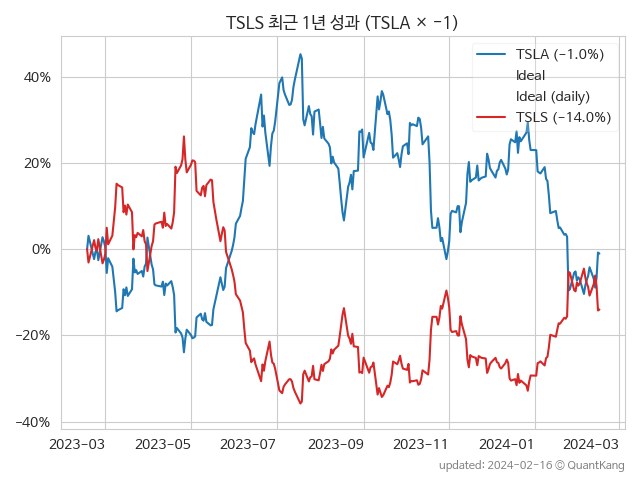 TSLS 최근 1년 성과 (TSLA × −1)
TSLA (−1.0%)
Ideal
Ideal (daily)
TSLS (−14.0%)
40%
20%
0%
−20%
−40%
2023-03 2023-05 2023-07 2023-09 2023-11 2024-01 2024-03
updated: 2024-02-16 ⓒ QuantKang